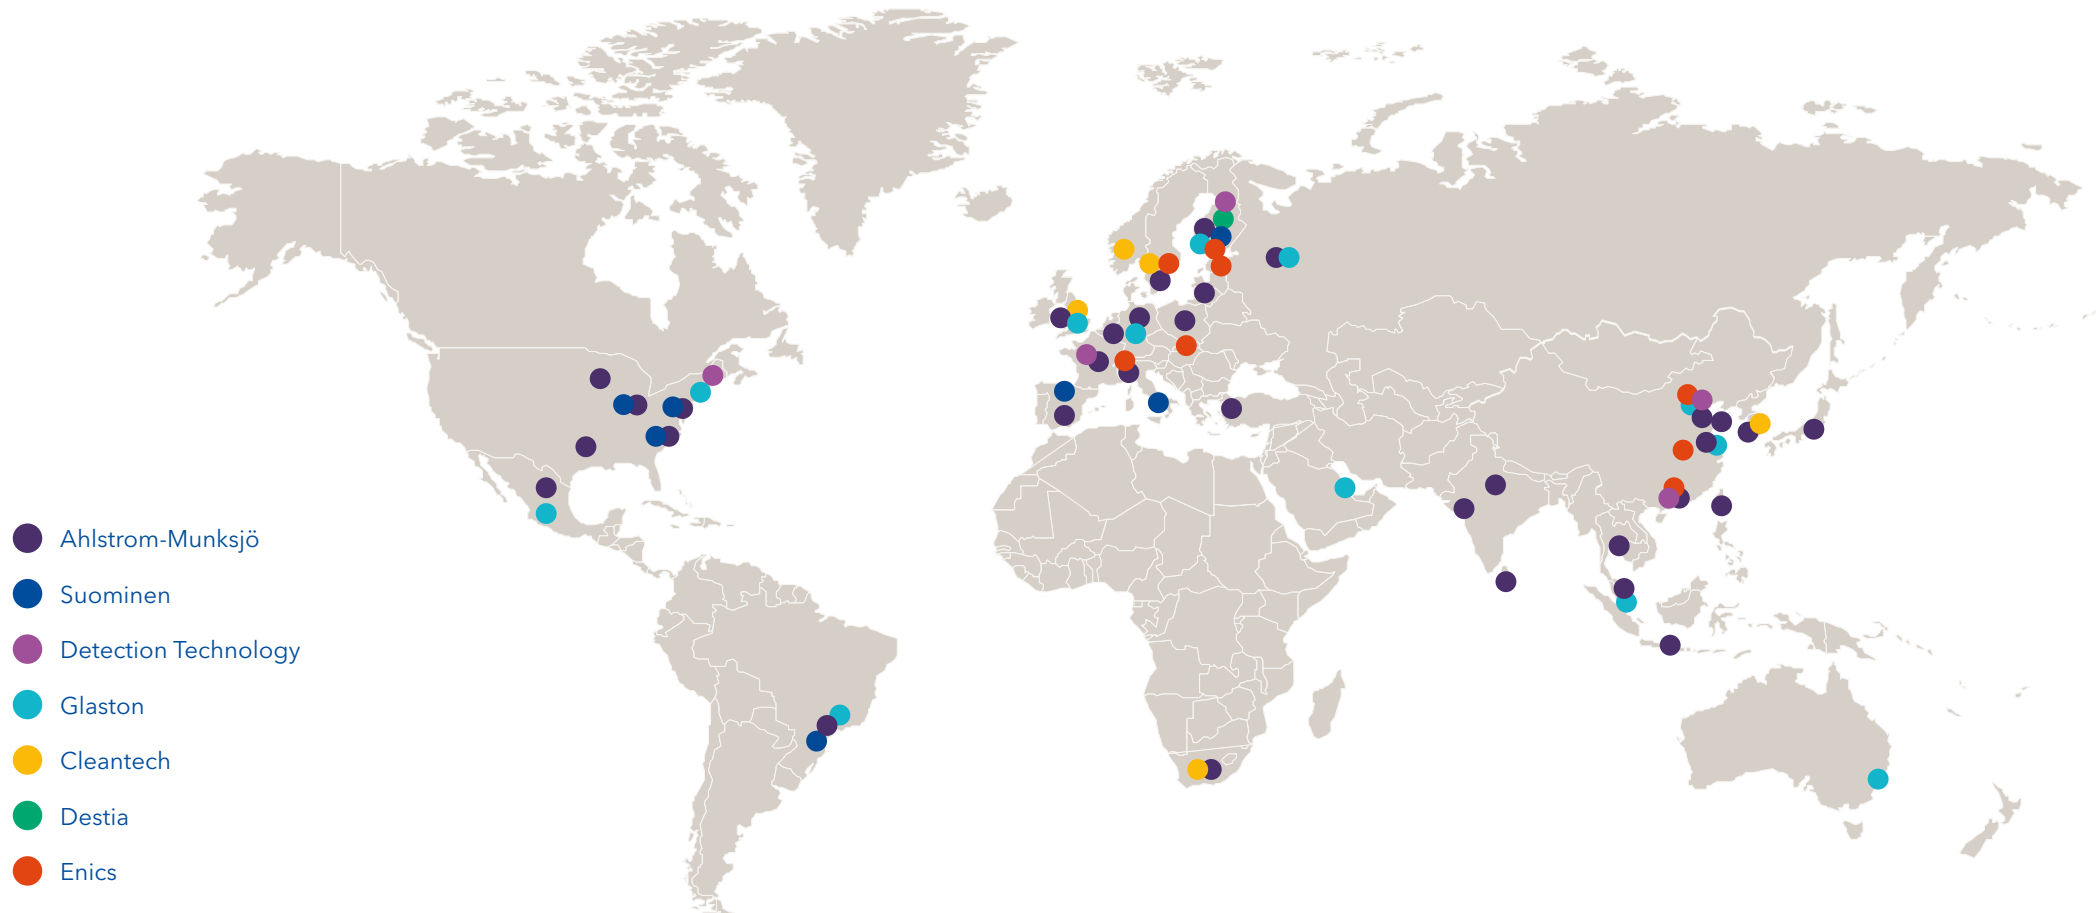 Ahlstrom-Munksjö
Suominen
Detection Technology
Glaston
Cleantech
Destia
Enics